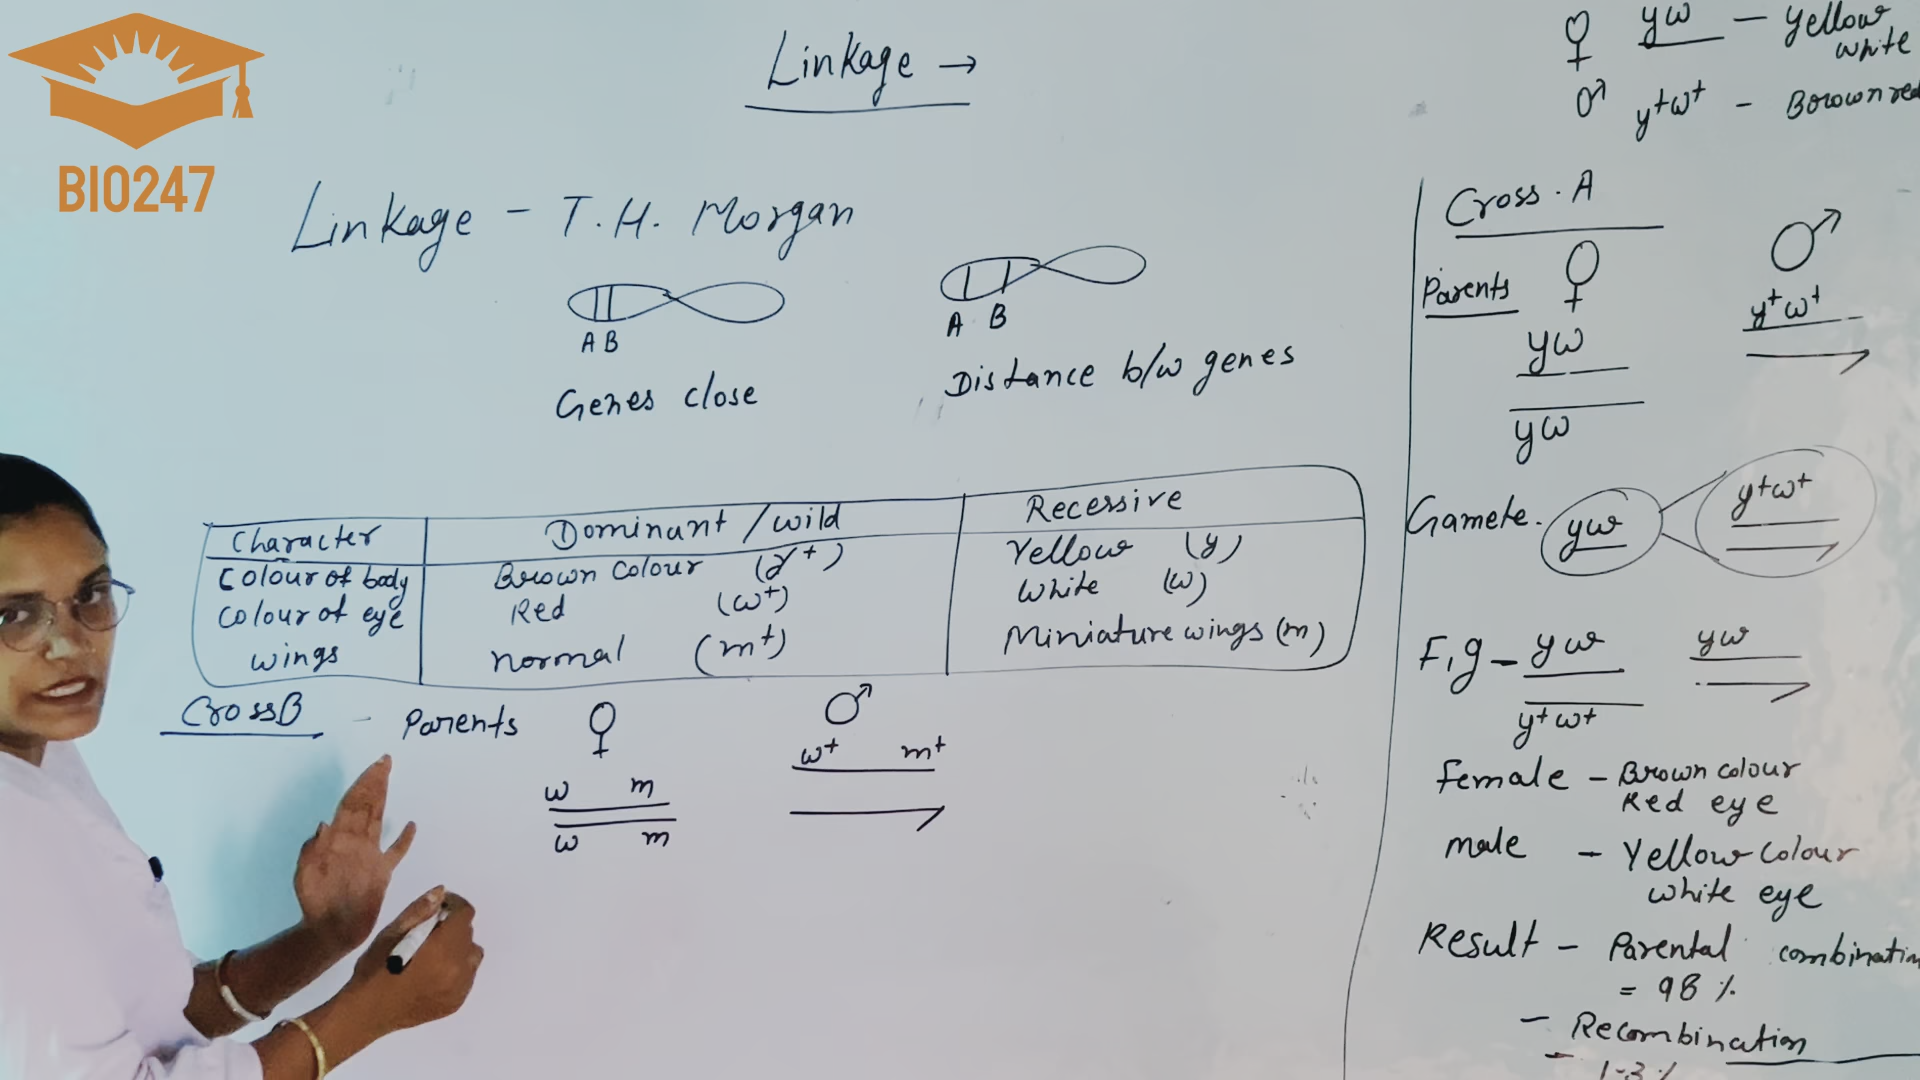 BIO247
Linkage →
Linkage - T.H. Morgan
A B
Genes close
A B
Distance b/w genes
Character Dominant / wild Recessive
Colour of body Brown colour (y+) Yellow (y)
Colour of eye Red (w+) White (w)
wings normal (m+) Miniature wings (m)
Cross B - Parents ♀ ♂
w m w+ m+
w m
♀ yw - yellow
white
♂ y+w+ - Brown red
Cross. A
Parents ♀ ♂
yw y+w+
yw
Gamete. yw y+w+
F1g - yw yw
y+w+
female - Brown colour
Red eye
male - Yellow colour
white eye
Result - Parental combination
= 98 %
- Recombination
- 1.3 %